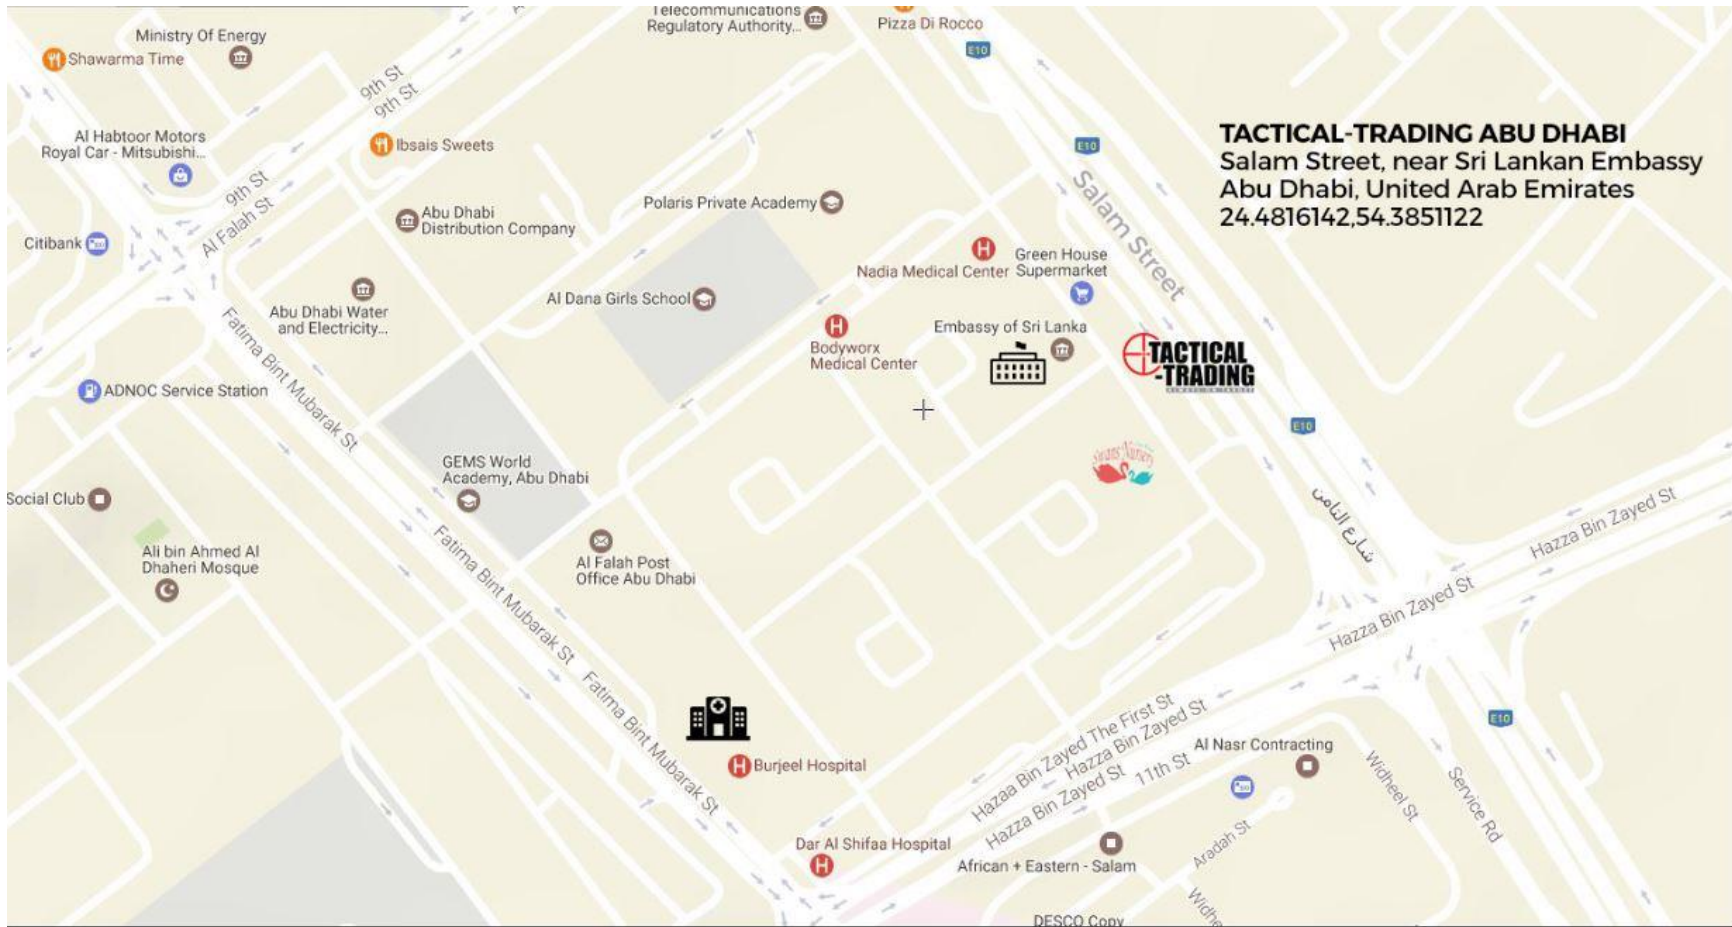 Telecommunications
Regulatory Authority...
Pizza Di Rocco
Ministry Of Energy
Shawarma Time
E10
9th St
9th St
TACTICAL-TRADING ABU DHABI
Salam Street, near Sri Lankan Embassy
Abu Dhabi, United Arab Emirates
24.4816142,54.3851122
Al Habtoor Motors
Royal Car - Mitsubishi...
Ibsais Sweets
E10
9th St
Al Falah St
Polaris Private Academy
Salam Street
Abu Dhabi
Distribution Company
Citibank
Nadia Medical Center
Green House
Supermarket
Al Dana Girls School
Abu Dhabi Water
and Electricity...
Embassy of Sri Lanka
Bodyworx
Medical Center
TACTICAL
-TRADING
Fatima Bint Mubarak St
ADNOC Service Station
E10
Swans Nursery
GEMS World
Academy, Abu Dhabi
Social Club
شارع الثامن
Hazza Bin Zayed St
Ali bin Ahmed Al
Dhaheri Mosque
Al Falah Post
Office Abu Dhabi
Fatima Bint Mubarak St
Hazza Bin Zayed St
Fatima Bint Mubarak St
E10
Hazaa Bin Zayed The First St
Hazza Bin Zayed St
Hazza Bin Zayed St
11th St
Al Nasr Contracting
Burjeel Hospital
Widheel St
Service Rd
Dar Al Shifaa Hospital
Aradah St
African + Eastern - Salam
Widhe
DESCO Copy